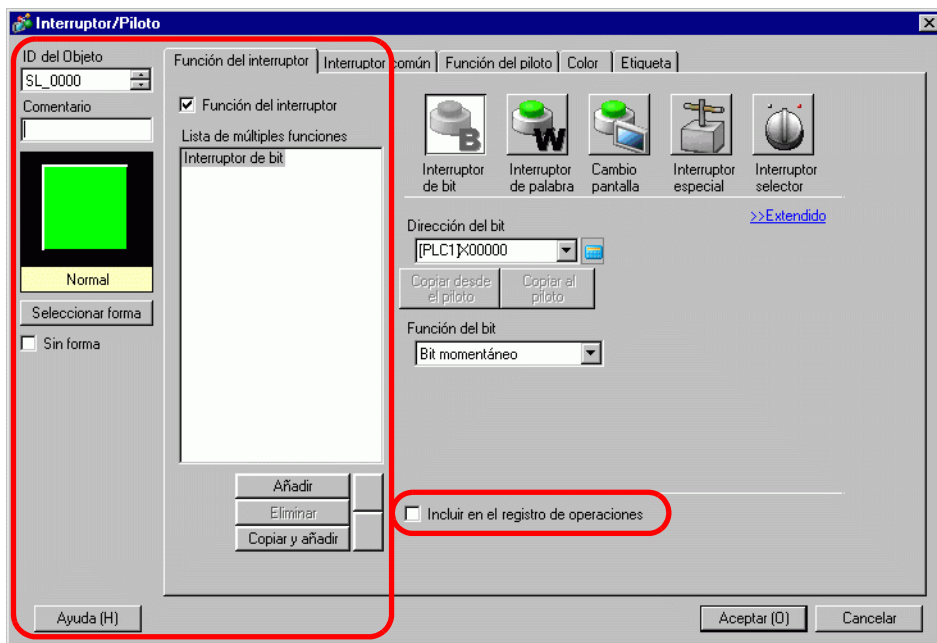 Interruptor/Piloto
ID del Objeto
SL_0000
Comentario
Normal
Seleccionar forma
Sin forma
Función del interruptor
Interruptor común
Función del piloto
Color
Etiqueta
Función del interruptor
Lista de múltiples funciones
Interruptor de bit
Añadir
Eliminar
Copiar y añadir
B
Interruptor
de bit
W
Interruptor
de palabra
Cambio
pantalla
Interruptor
especial
Interruptor
selector
>>Extendido
Dirección del bit
[PLC1]X00000
Copiar desde
el piloto
Copiar al
piloto
Función del bit
Bit momentáneo
Incluir en el registro de operaciones
Ayuda (H)
Aceptar (O)
Cancelar